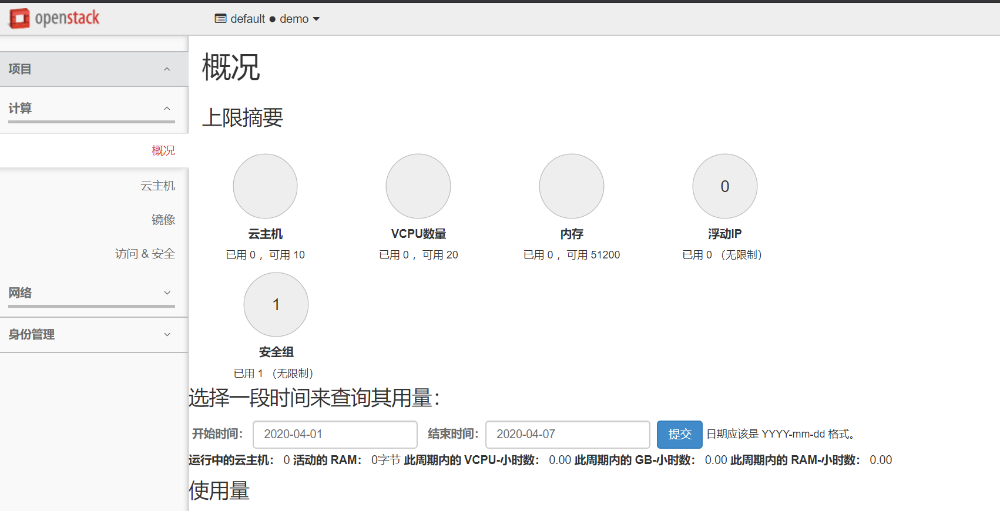 openstack
default ● demo
项目
计算
概况
云主机
镜像
访问 & 安全
网络
身份管理
概况
上限摘要
云主机
已用 0 ，可用 10
VCPU数量
已用 0 ，可用 20
内存
已用 0 ，可用 51200
0
浮动IP
已用 0 （无限制）
1
安全组
已用 1 （无限制）
选择一段时间来查询其用量：
开始时间： 2020-04-01 结束时间： 2020-04-07 提交 日期应该是 YYYY-mm-dd 格式。
运行中的云主机： 0 活动的 RAM： 0字节 此周期内的 VCPU-小时数： 0.00 此周期内的 GB-小时数： 0.00 此周期内的 RAM-小时数： 0.00
使用量